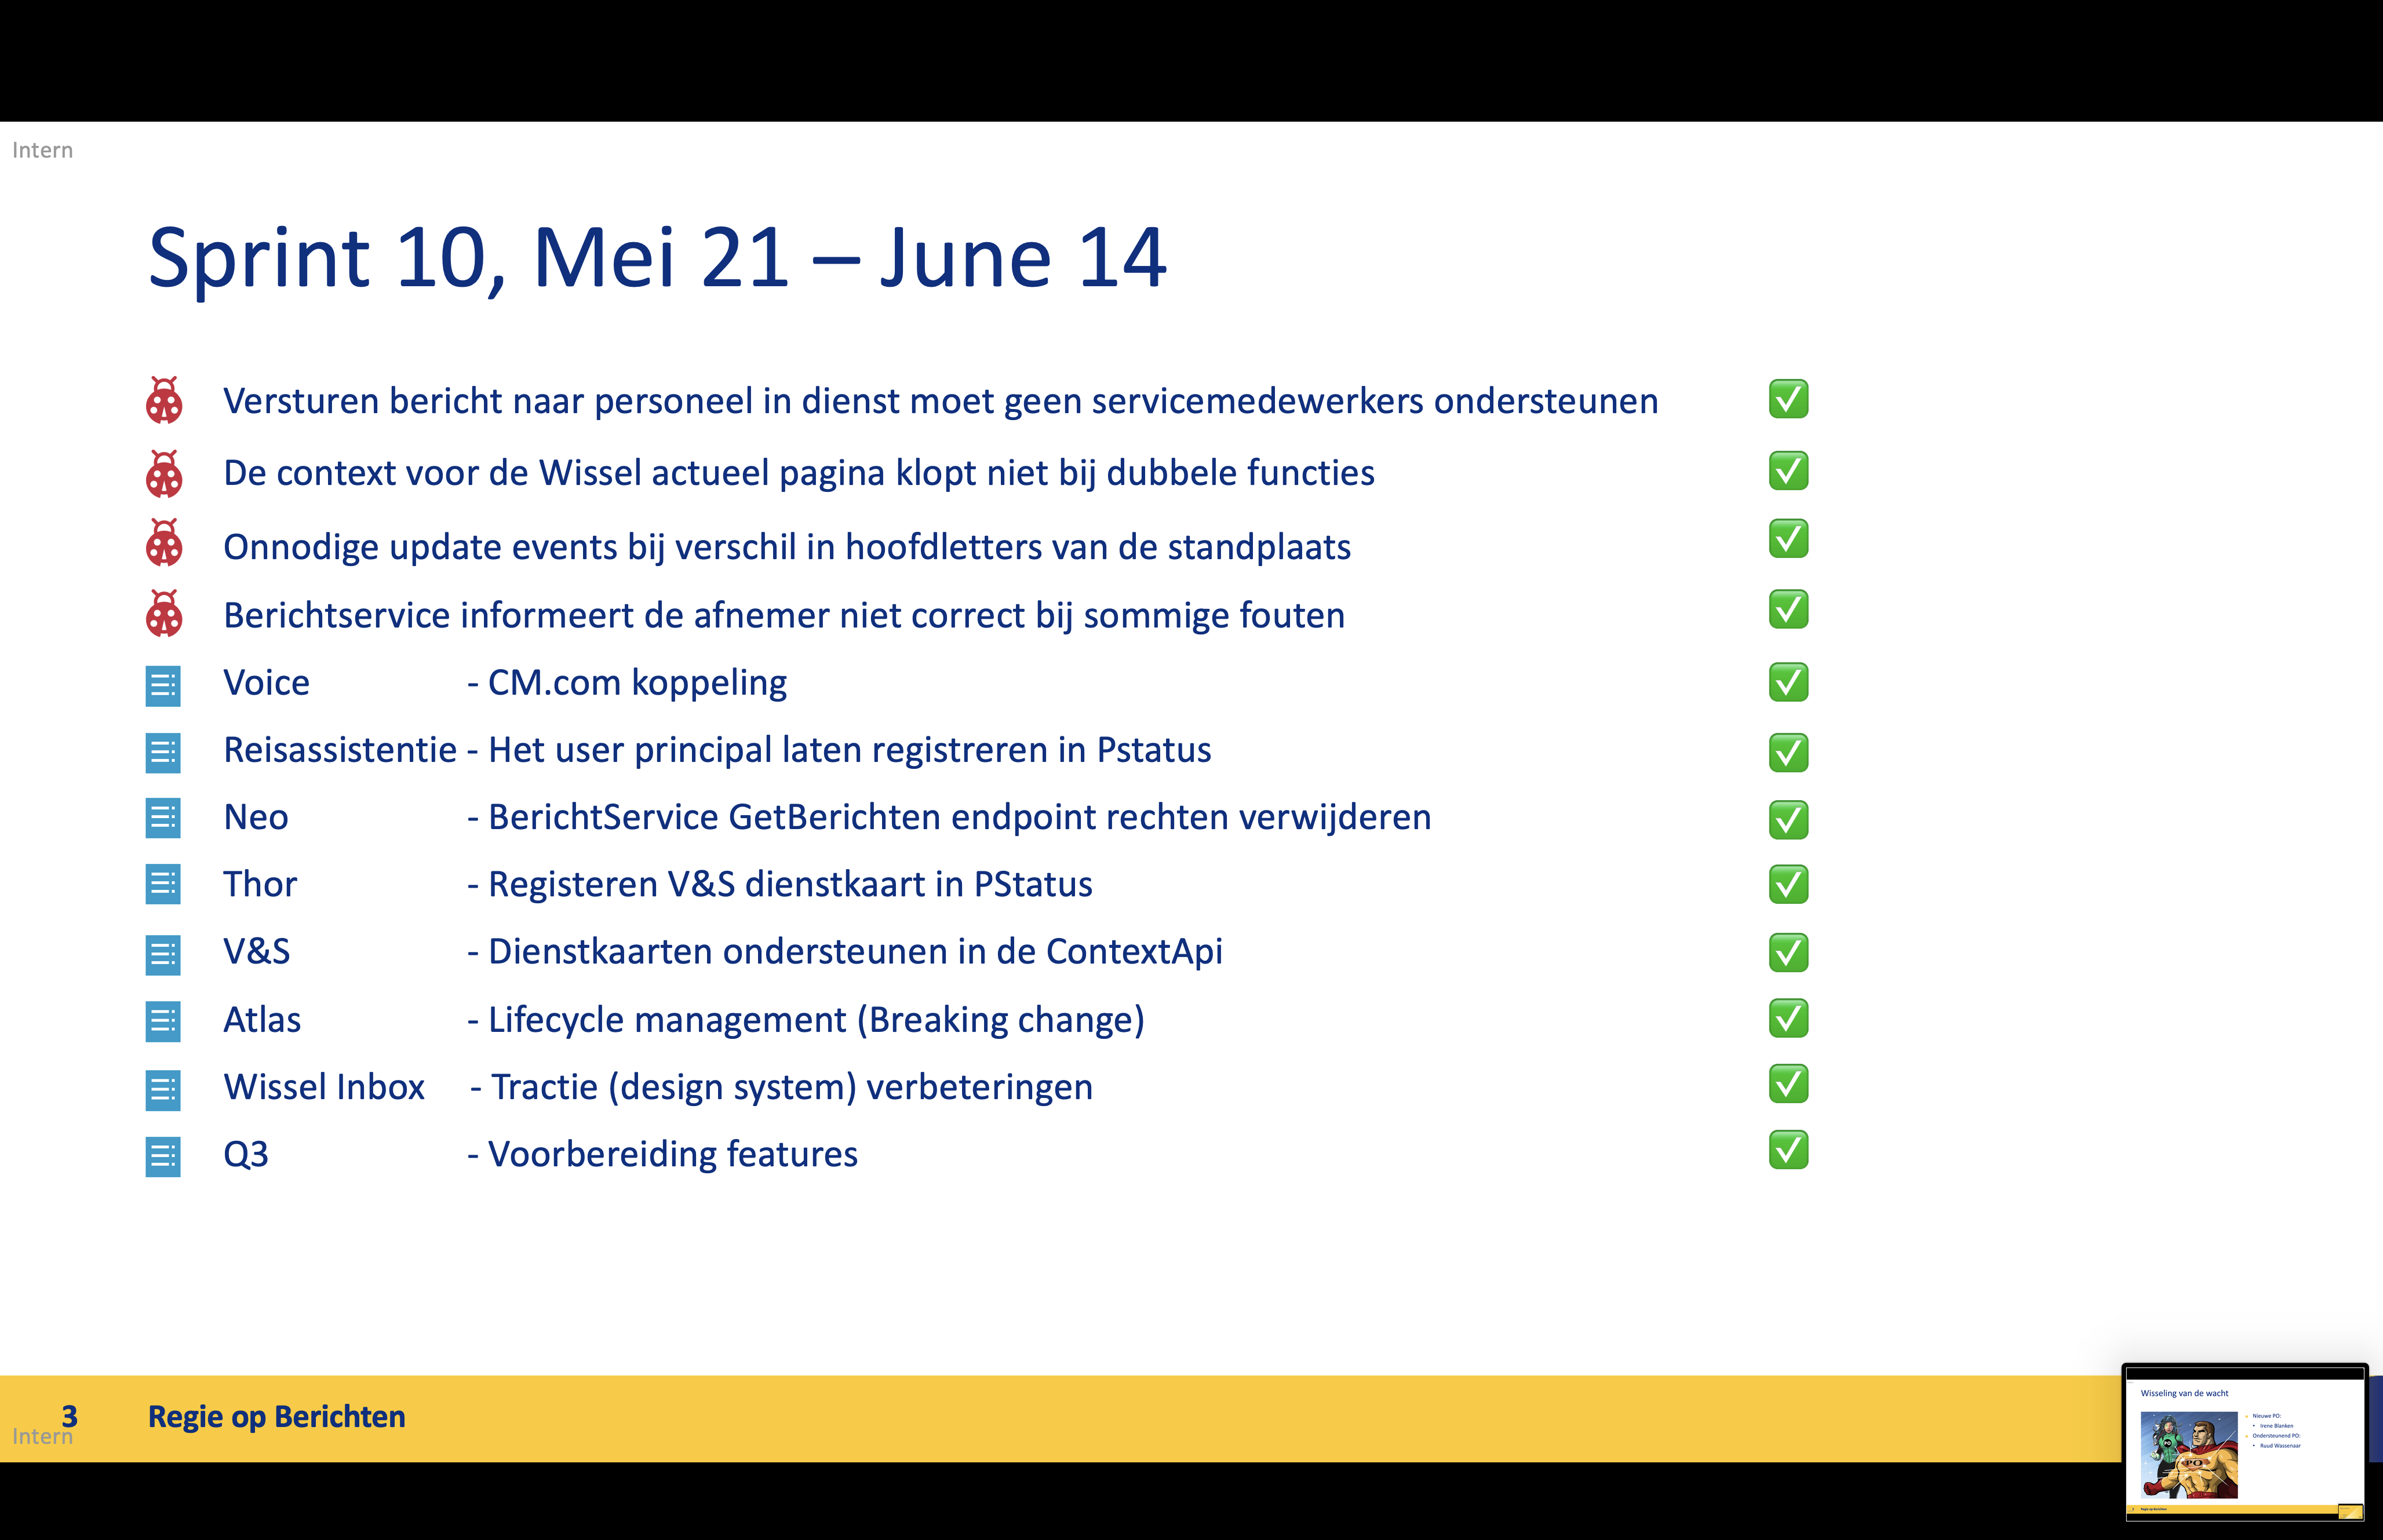 Intern
Sprint 10, Mei 21 – June 14
Versturen bericht naar personeel in dienst moet geen servicemedewerkers ondersteunen
De context voor de Wissel actueel pagina klopt niet bij dubbele functies
Onnodige update events bij verschil in hoofdletters van de standplaats
Berichtservice informeert de afnemer niet correct bij sommige fouten
Voice - CM.com koppeling
Reisassistentie - Het user principal laten registreren in Pstatus
Neo - BerichtService GetBerichten endpoint rechten verwijderen
Thor - Registeren V&S dienstkaart in PStatus
V&S - Dienstkaarten ondersteunen in de ContextApi
Atlas - Lifecycle management (Breaking change)
Wissel Inbox - Tractie (design system) verbeteringen
Q3 - Voorbereiding features
3 Regie op Berichten
Intern
Wisseling van de wacht
• Nieuwe PO:
• Irene Blanken
• Ondersteunend PO:
• Ruud Wassenaar
PO
2 Regie op Berichten